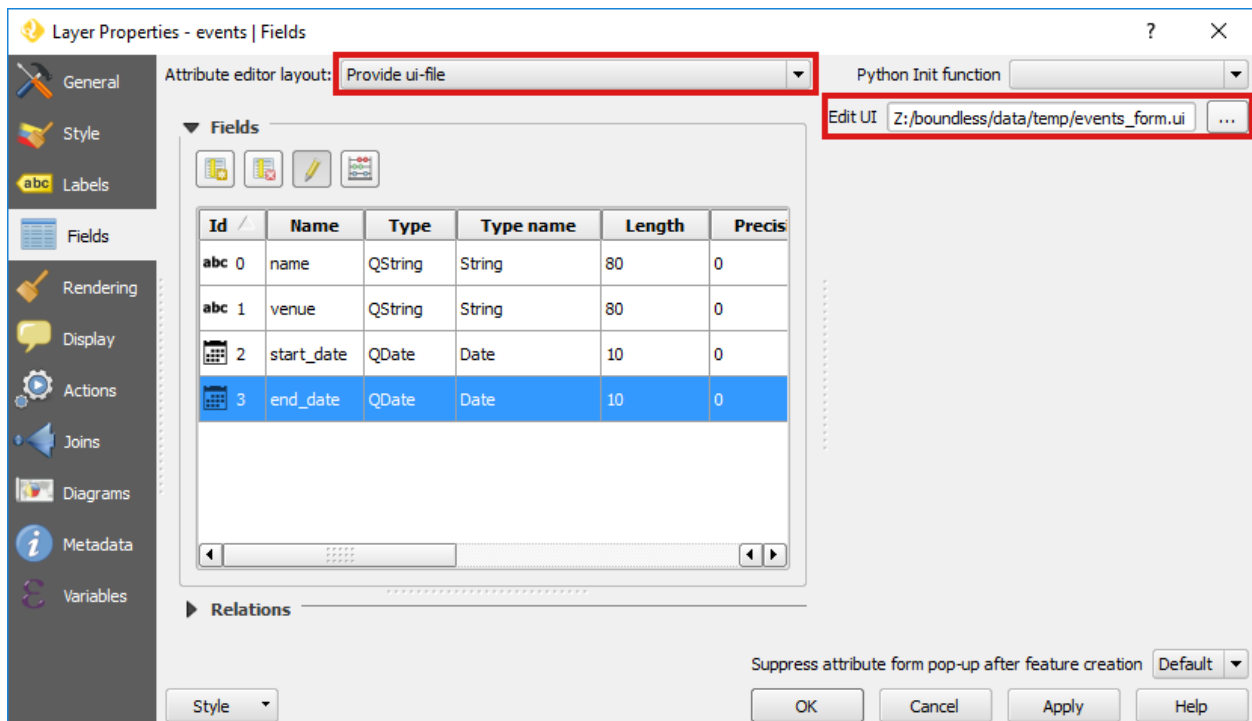 Layer Properties - events | Fields
?
General
Style
abc Labels
Fields
Rendering
Display
Actions
Joins
Diagrams
Metadata
Variables
Attribute editor layout: Provide ui-file
Python Init function
Edit UI Z:/boundless/data/temp/events_form.ui ...
Fields
Id Name Type Type name Length Precisi
abc 0 name QString String 80 0
abc 1 venue QString String 80 0
2 start_date QDate Date 10 0
3 end_date QDate Date 10 0
Relations
Suppress attribute form pop-up after feature creation Default
Style OK Cancel Apply Help